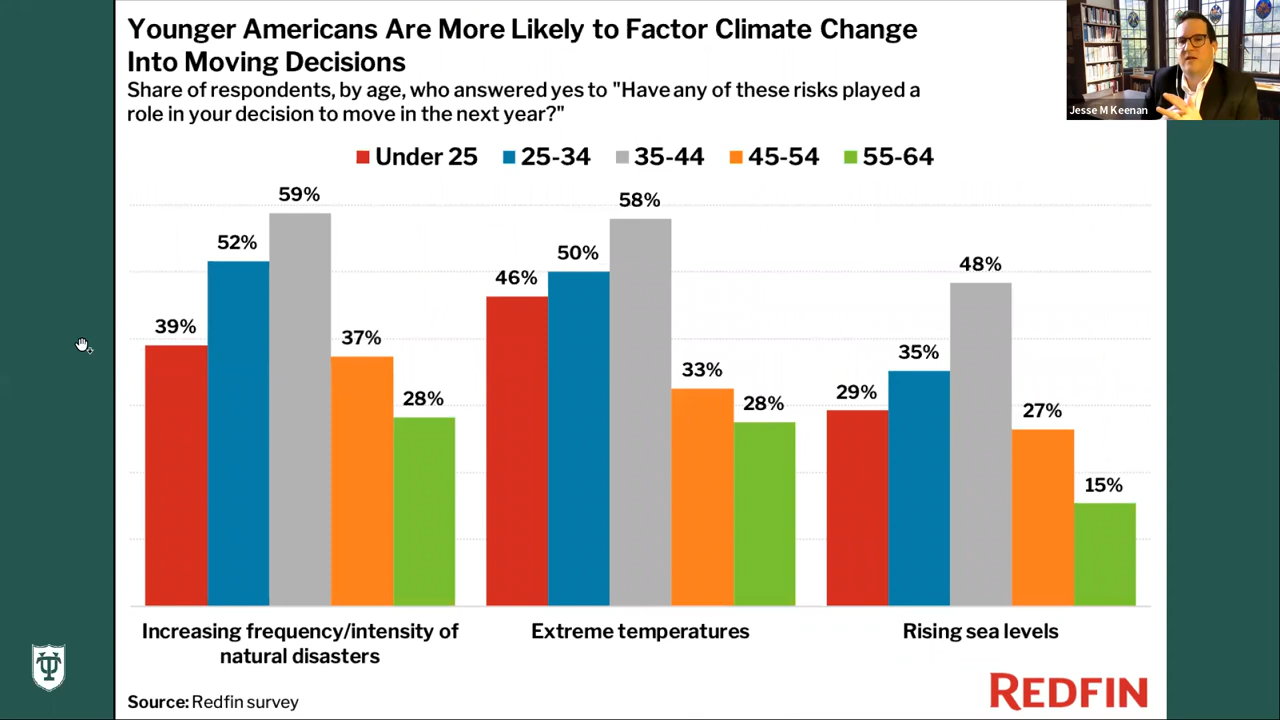 Younger Americans Are More Likely to Factor Climate Change
Into Moving Decisions
Share of respondents, by age, who answered yes to "Have any of these risks played a
role in your decision to move in the next year?"
Jesse M Keenan
Under 25 25-34 35-44 45-54 55-64
39% 52% 59% 37% 28%
46% 50% 58% 33% 28%
29% 35% 48% 27% 15%
Increasing frequency/intensity of
natural disasters
Extreme temperatures
Rising sea levels
Source: Redfin survey
REDFIN